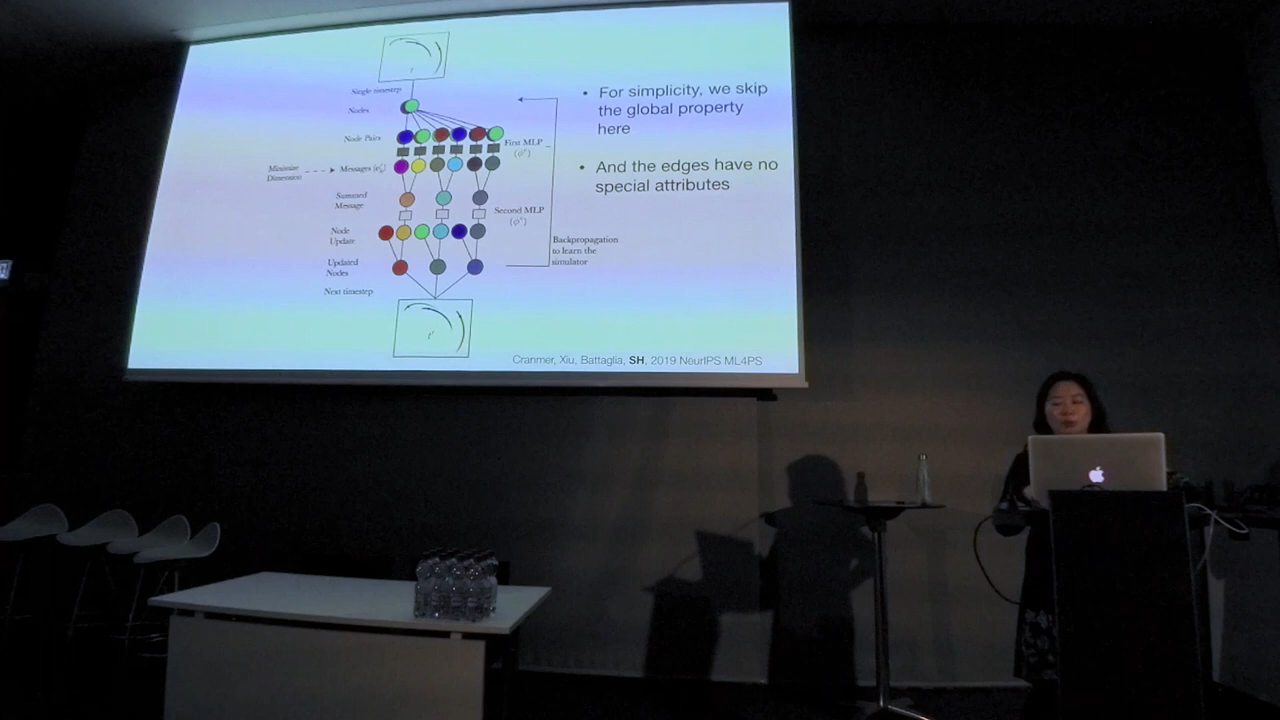 Single timestep
Nodes
Node Pairs
First MLP
(ϕᵉ)
Minimize
Dimension
Messages (e'ₖ)
Summed
Message
Second MLP
(ϕᵛ)
Node
Update
Updated
Nodes
Next timestep
Backpropagation
to learn the
simulator
t
t'
• For simplicity, we skip
the global property
here
• And the edges have no
special attributes
Cranmer, Xiu, Battaglia, SH, 2019 NeurIPS ML4PS